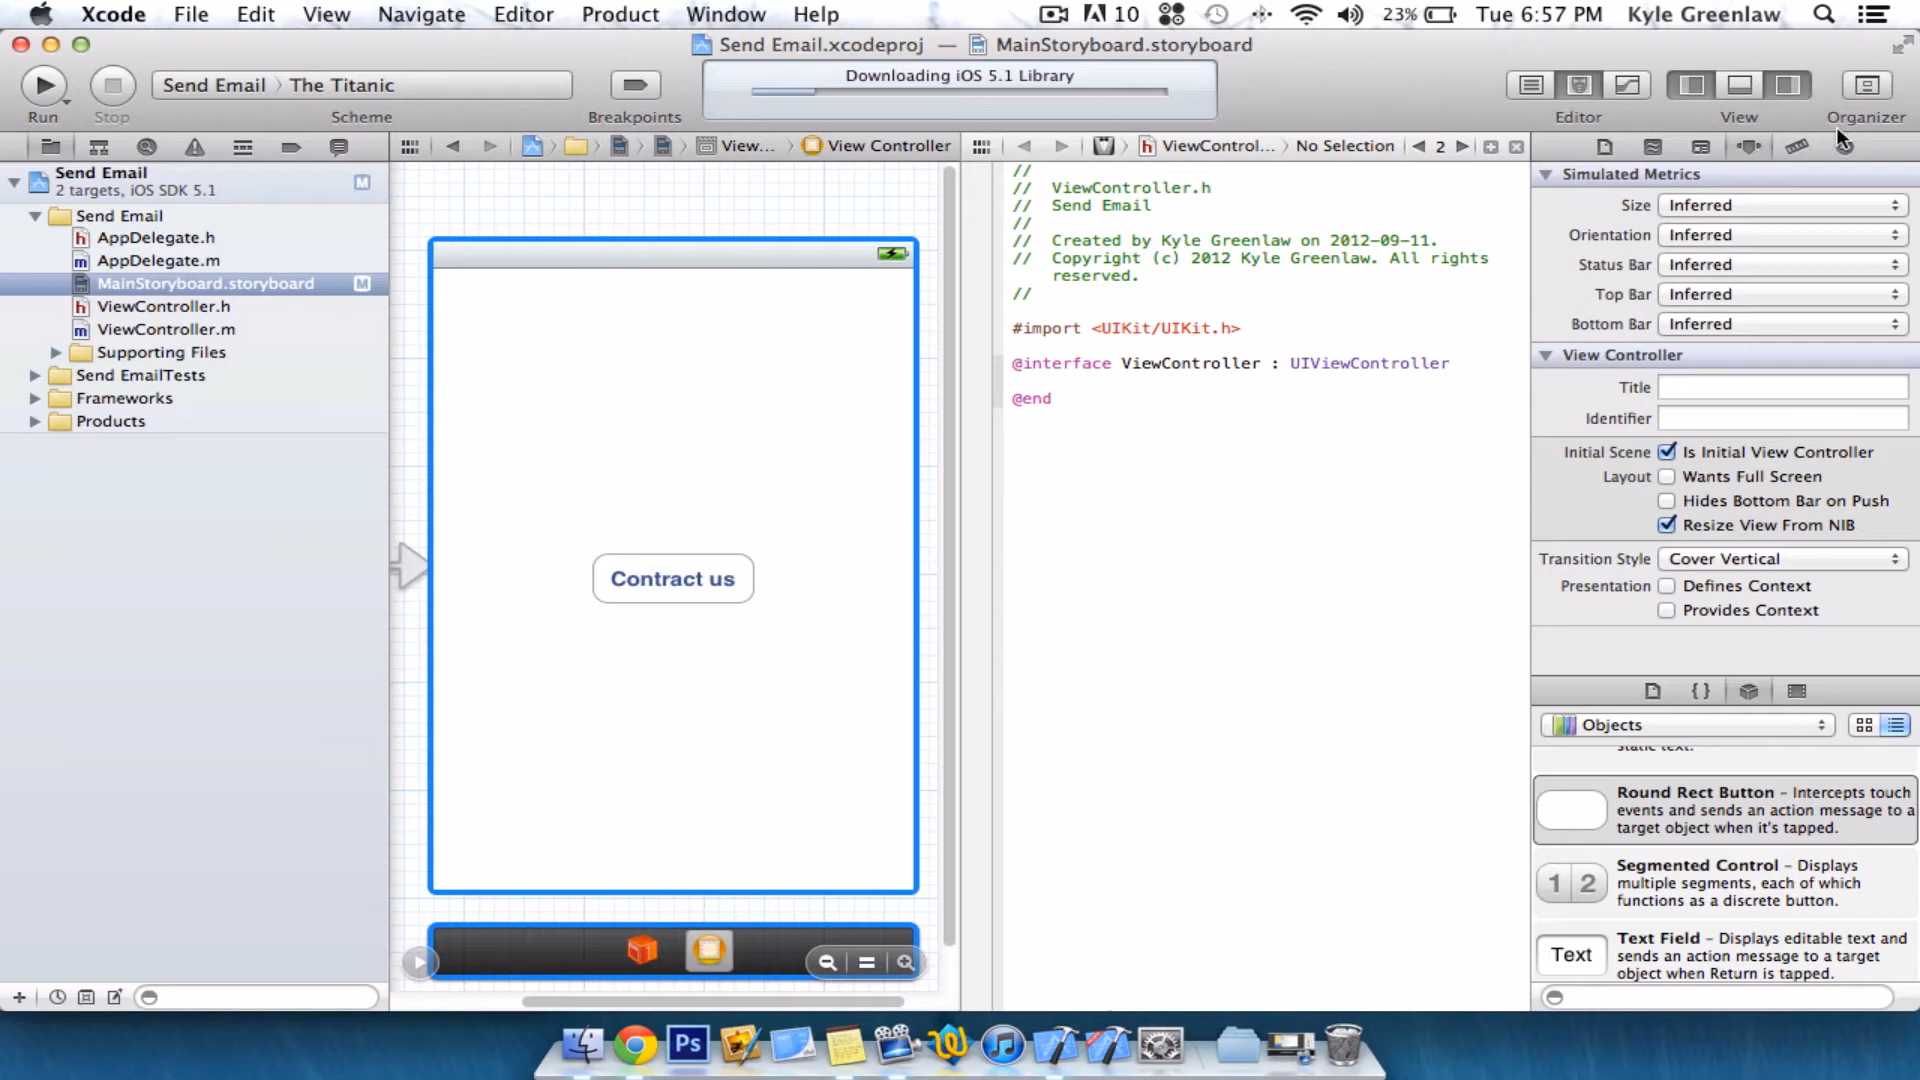 Xcode File Edit View Navigate Editor Product Window Help 10 23% Tue 6:57 PM Kyle Greenlaw
Send Email.xcodeproj — MainStoryboard.storyboard
Send Email The Titanic
Downloading iOS 5.1 Library
Run Stop Scheme Breakpoints Editor View Organizer
View... View Controller
ViewControl... No Selection 2
Send Email M
2 targets, iOS SDK 5.1
Send Email
h AppDelegate.h
m AppDelegate.m
MainStoryboard.storyboard M
h ViewController.h
m ViewController.m
Supporting Files
Send EmailTests
Frameworks
Products
Contract us
//
// ViewController.h
// Send Email
//
// Created by Kyle Greenlaw on 2012-09-11.
// Copyright (c) 2012 Kyle Greenlaw. All rights
reserved.
//
#import <UIKit/UIKit.h>
@interface ViewController : UIViewController
@end
Simulated Metrics
Size Inferred
Orientation Inferred
Status Bar Inferred
Top Bar Inferred
Bottom Bar Inferred
View Controller
Title
Identifier
Initial Scene Is Initial View Controller
Layout Wants Full Screen
Hides Bottom Bar on Push
Resize View From NIB
Transition Style Cover Vertical
Presentation Defines Context
Provides Context
{ }
Objects
static text.
Round Rect Button – Intercepts touch
events and sends an action message to a
target object when it's tapped.
1 2
Segmented Control – Displays
multiple segments, each of which
functions as a discrete button.
Text
Text Field – Displays editable text and
sends an action message to a target
object when Return is tapped.
Ps